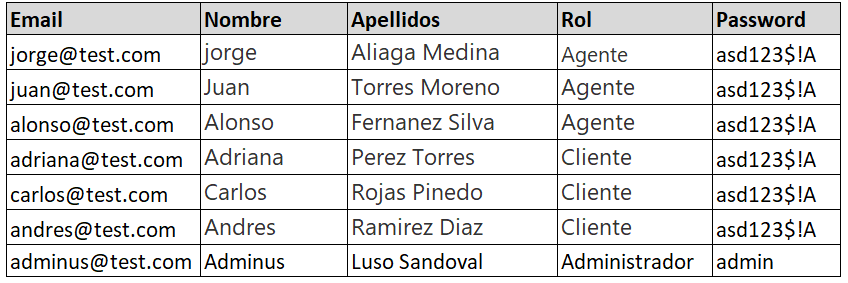 Email Nombre Apellidos Rol Password
jorge@test.com jorge Aliaga Medina Agente asd123$!A
juan@test.com Juan Torres Moreno Agente asd123$!A
alonso@test.com Alonso Fernanez Silva Agente asd123$!A
adriana@test.com Adriana Perez Torres Cliente asd123$!A
carlos@test.com Carlos Rojas Pinedo Cliente asd123$!A
andres@test.com Andres Ramirez Diaz Cliente asd123$!A
adminus@test.com Adminus Luso Sandoval Administrador admin